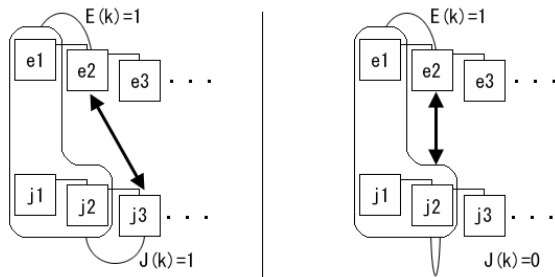 E(k)=1
e1 e2 e3 ・・・
j1 j2 j3 ・・・
J(k)=1
E(k)=1
e1 e2 e3 ・・・
j1 j2 j3 ・・・
J(k)=0